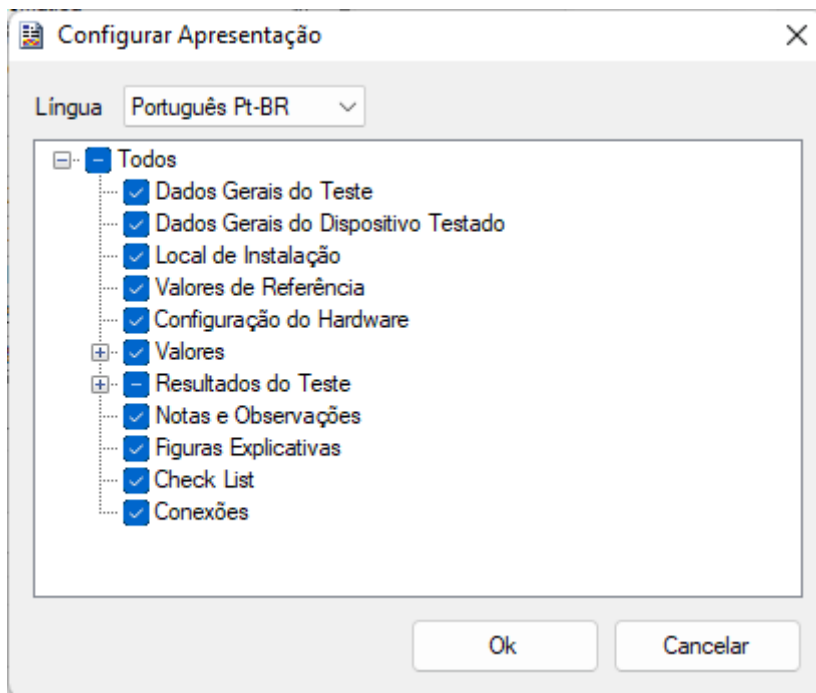 Configurar Apresentação
Língua Português Pt-BR
Todos
Dados Gerais do Teste
Dados Gerais do Dispositivo Testado
Local de Instalação
Valores de Referência
Configuração do Hardware
Valores
Resultados do Teste
Notas e Observações
Figuras Explicativas
Check List
Conexões
Ok Cancelar